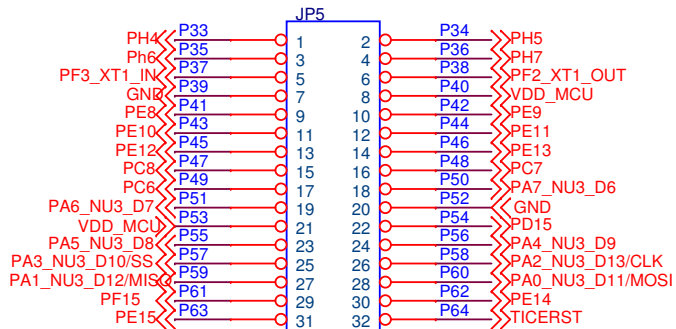 JP5
PH4 P33 1 2 P34 PH5
Ph6 P35 3 4 P36 PH7
PF3_XT1_IN P37 5 6 P38 PF2_XT1_OUT
GND P39 7 8 P40 VDD_MCU
PE8 P41 9 10 P42 PE9
PE10 P43 11 12 P44 PE11
PE12 P45 13 14 P46 PE13
PC8 P47 15 16 P48 PC7
PC6 P49 17 18 P50 PA7_NU3_D6
PA6_NU3_D7 P51 19 20 P52 GND
VDD_MCU P53 21 22 P54 PD15
PA5_NU3_D8 P55 23 24 P56 PA4_NU3_D9
PA3_NU3_D10/SS P57 25 26 P58 PA2_NU3_D13/CLK
PA1_NU3_D12/MISO P59 27 28 P60 PA0_NU3_D11/MOSI
PF15 P61 29 30 P62 PE14
PE15 P63 31 32 P64 TICERST